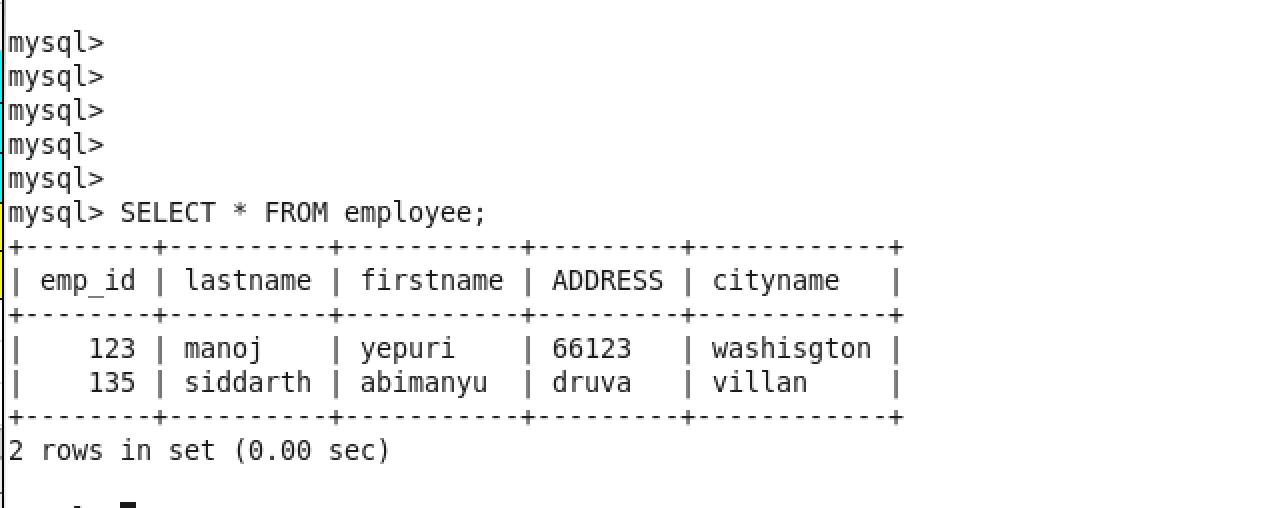 mysql>
mysql>
mysql>
mysql>
mysql>
mysql> SELECT * FROM employee;
+--------+----------+-----------+---------+------------+
| emp_id | lastname | firstname | ADDRESS | cityname   |
+--------+----------+-----------+---------+------------+
|    123 | manoj    | yepuri    | 66123   | washisgton |
|    135 | siddarth | abimanyu  | druva   | villan     |
+--------+----------+-----------+---------+------------+
2 rows in set (0.00 sec)